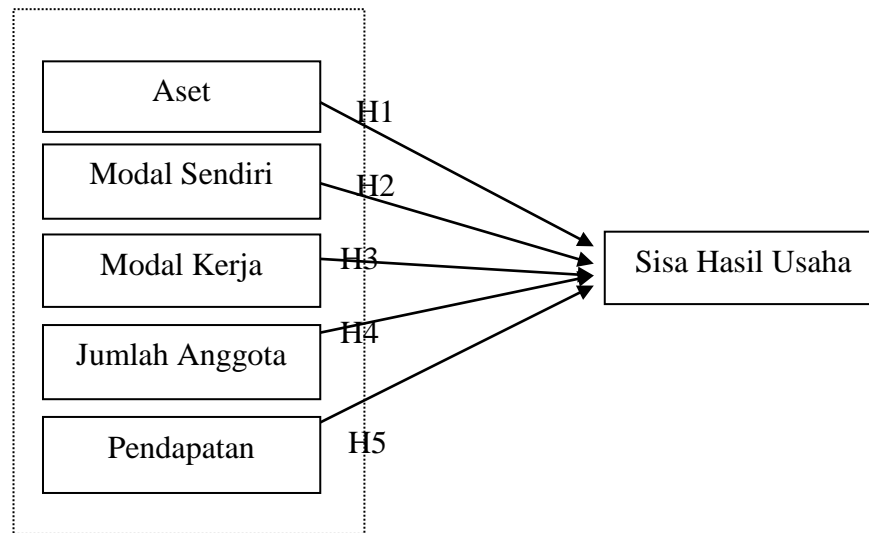 Aset
H1
Modal Sendiri
H2
Modal Kerja
H3
Sisa Hasil Usaha
Jumlah Anggota
H4
Pendapatan
H5